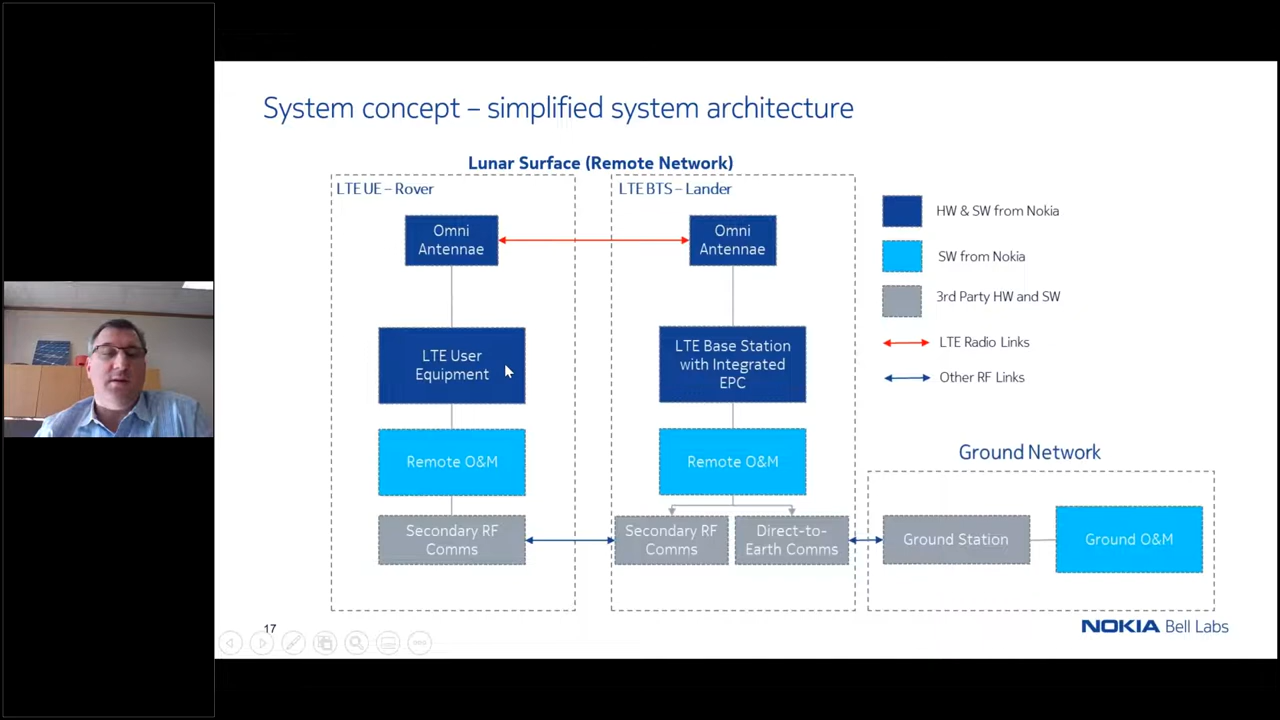 System concept – simplified system architecture
Lunar Surface (Remote Network)
LTE UE – Rover
Omni
Antennae
LTE User
Equipment
Remote O&M
Secondary RF
Comms
LTE BTS – Lander
Omni
Antennae
LTE Base Station
with Integrated
EPC
Remote O&M
Secondary RF
Comms
Direct-to-
Earth Comms
HW & SW from Nokia
SW from Nokia
3rd Party HW and SW
LTE Radio Links
Other RF Links
Ground Network
Ground Station
Ground O&M
17
NOKIA Bell Labs